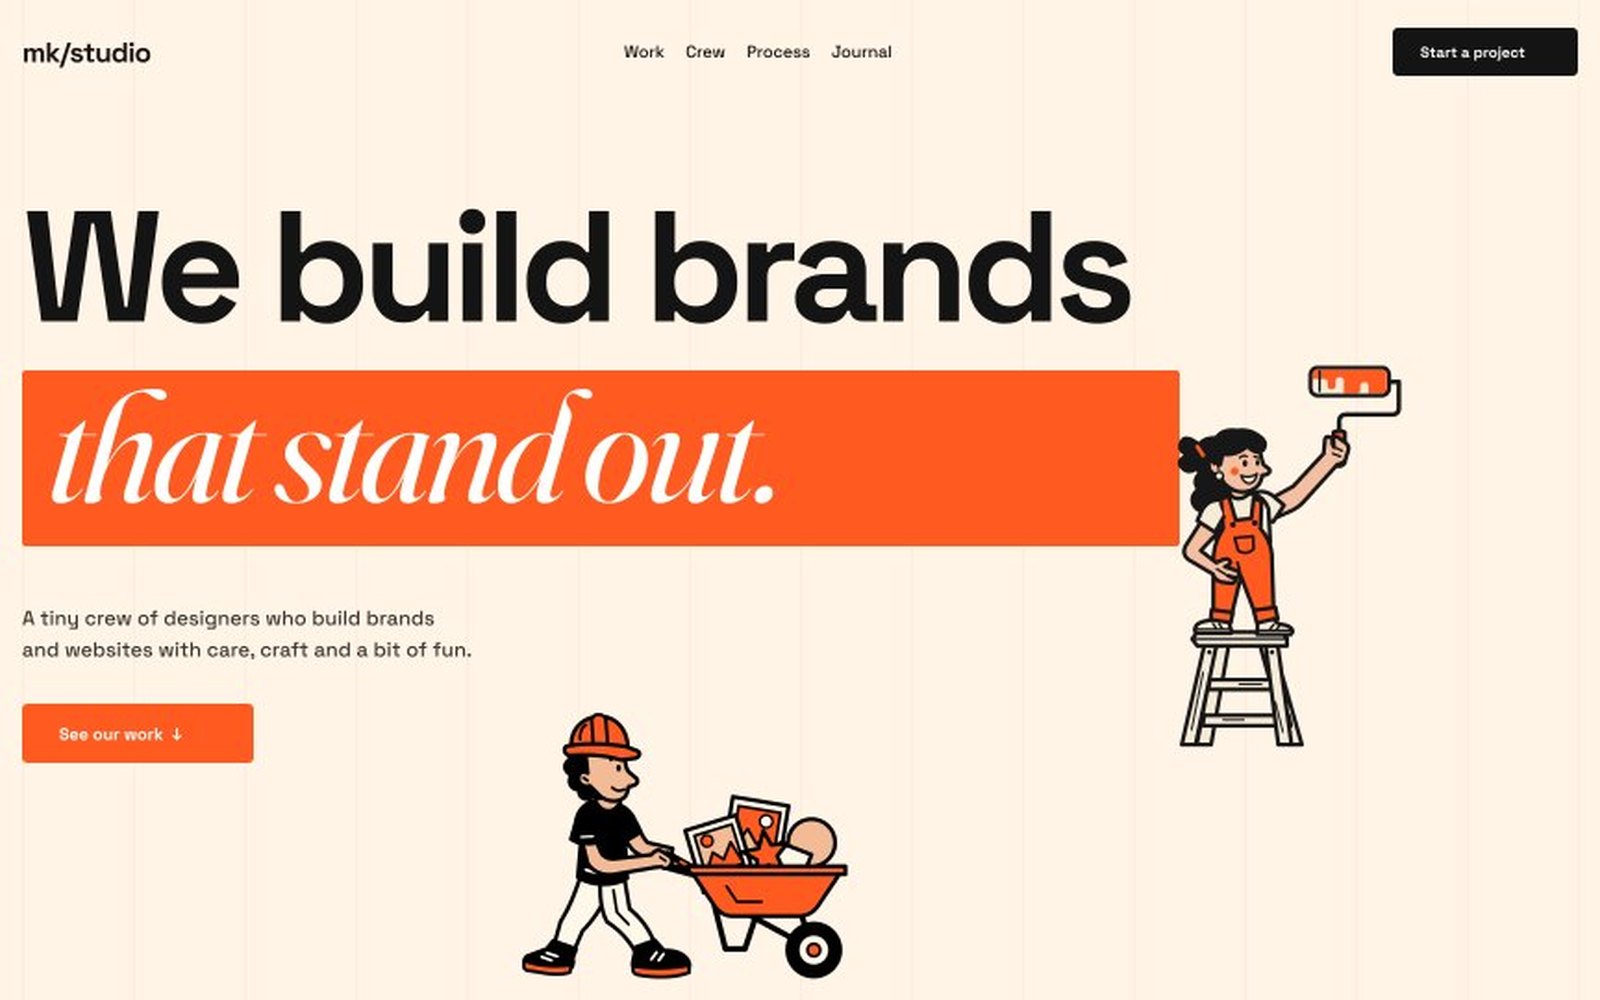 mk/studio
Work Crew Process Journal
Start a project
We build brands
that stand out.
A tiny crew of designers who build brands
and websites with care, craft and a bit of fun.
See our work ↓